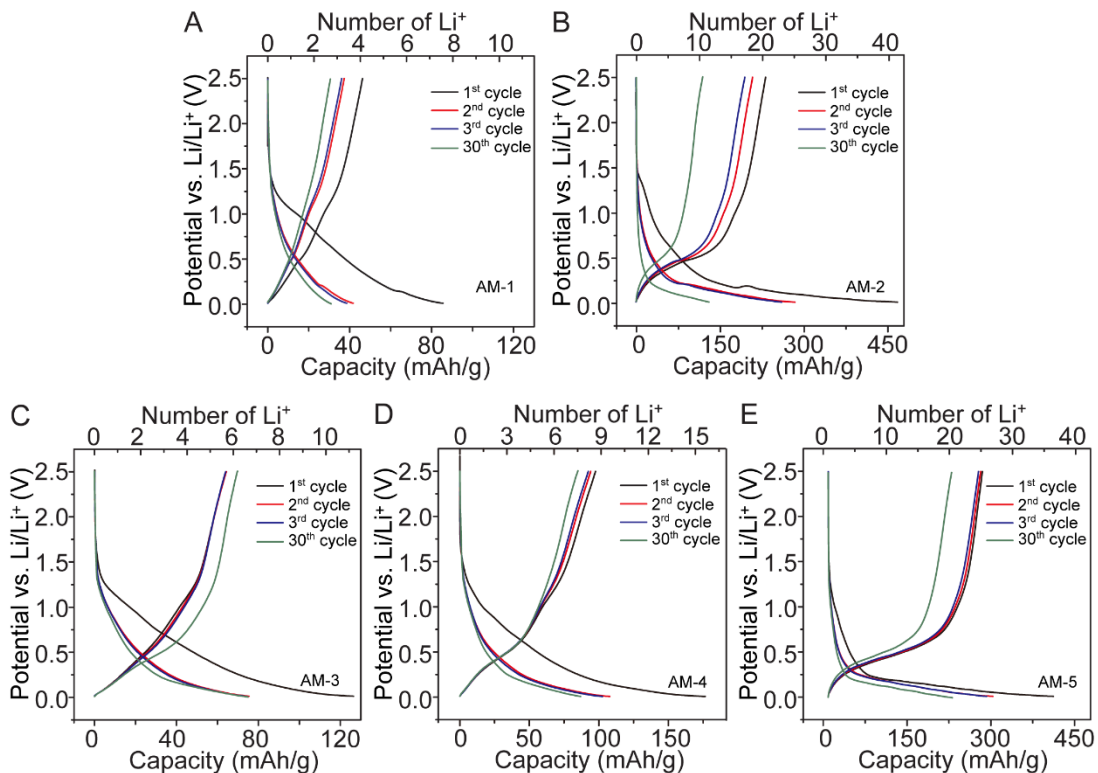 A
Number of Li⁺
0 2 4 6 8 10
Potential vs. Li/Li⁺ (V)
2.5
2.0
1.5
1.0
0.5
0.0
1ˢᵗ cycle
2ⁿᵈ cycle
3ʳᵈ cycle
30ᵗʰ cycle
AM-1
0 40 80 120
Capacity (mAh/g)
B
Number of Li⁺
0 10 20 30 40
Potential vs. Li/Li⁺ (V)
2.5
2.0
1.5
1.0
0.5
0.0
1ˢᵗ cycle
2ⁿᵈ cycle
3ʳᵈ cycle
30ᵗʰ cycle
AM-2
0 150 300 450
Capacity (mAh/g)
C
Number of Li⁺
0 2 4 6 8 10
Potential vs. Li/Li⁺ (V)
2.5
2.0
1.5
1.0
0.5
0.0
1ˢᵗ cycle
2ⁿᵈ cycle
3ʳᵈ cycle
30ᵗʰ cycle
AM-3
0 40 80 120
Capacity (mAh/g)
D
Number of Li⁺
0 3 6 9 12 15
Potential vs. Li/Li⁺ (V)
2.5
2.0
1.5
1.0
0.5
0.0
1ˢᵗ cycle
2ⁿᵈ cycle
3ʳᵈ cycle
30ᵗʰ cycle
AM-4
0 50 100 150
Capacity (mAh/g)
E
Number of Li⁺
0 10 20 30 40
Potential vs. Li/Li⁺ (V)
2.5
2.0
1.5
1.0
0.5
0.0
1ˢᵗ cycle
2ⁿᵈ cycle
3ʳᵈ cycle
30ᵗʰ cycle
AM-5
0 150 300 450
Capacity (mAh/g)